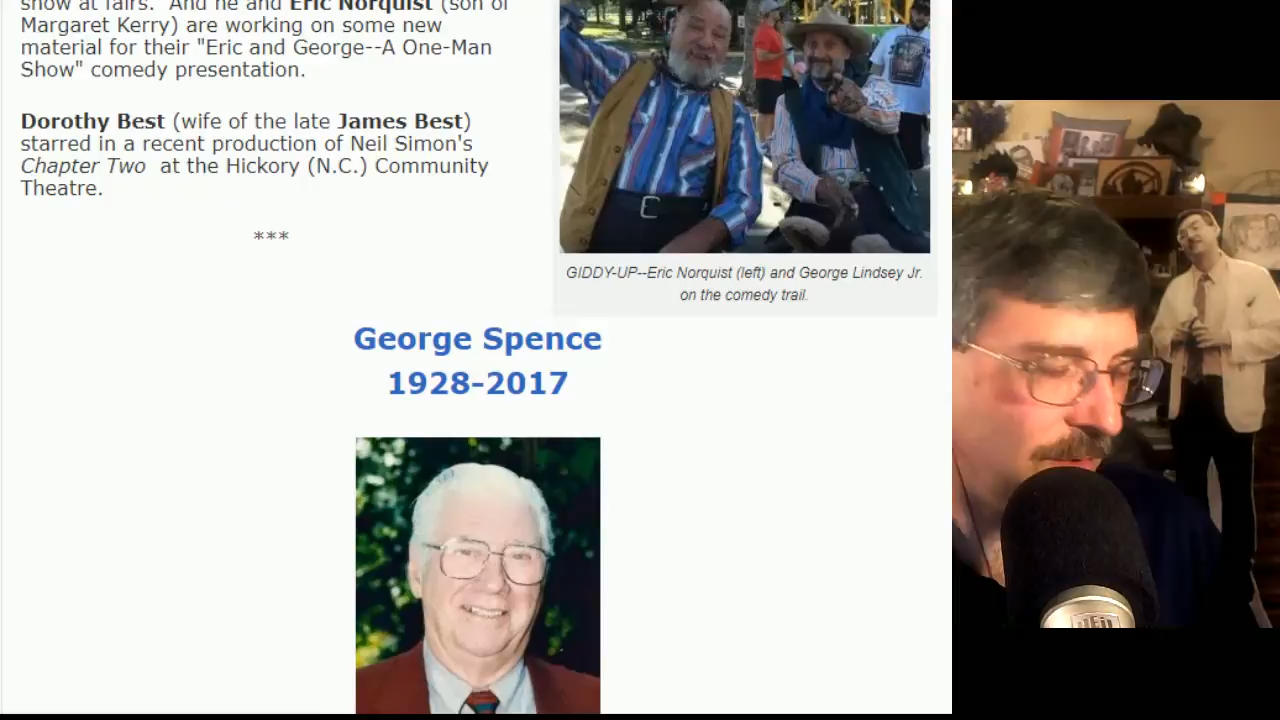 show at fairs. And he and Eric Norquist (son of
Margaret Kerry) are working on some new
material for their "Eric and George--A One-Man
Show" comedy presentation.
Dorothy Best (wife of the late James Best)
starred in a recent production of Neil Simon's
Chapter Two at the Hickory (N.C.) Community
Theatre.
***
GIDDY-UP--Eric Norquist (left) and George Lindsey Jr.
on the comedy trail.
George Spence
1928-2017